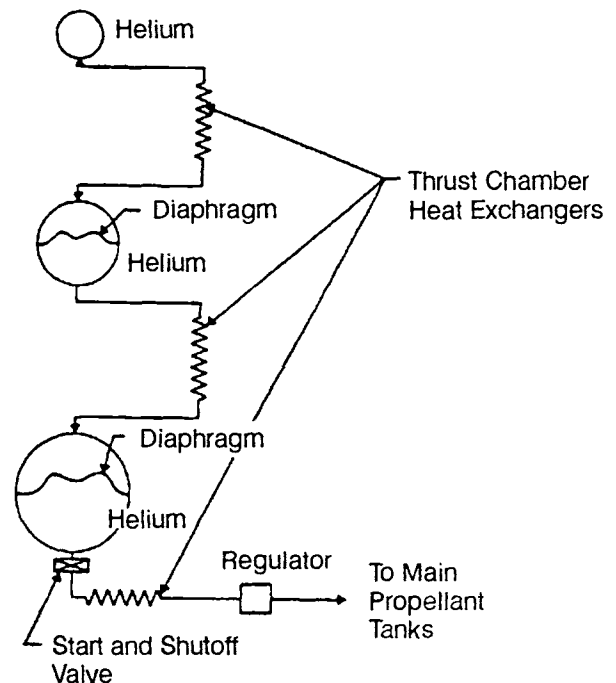 Helium
Thrust Chamber
Heat Exchangers
Diaphragm
Helium
Diaphragm
Helium
Regulator
To Main
Propellant
Tanks
Start and Shutoff
Valve